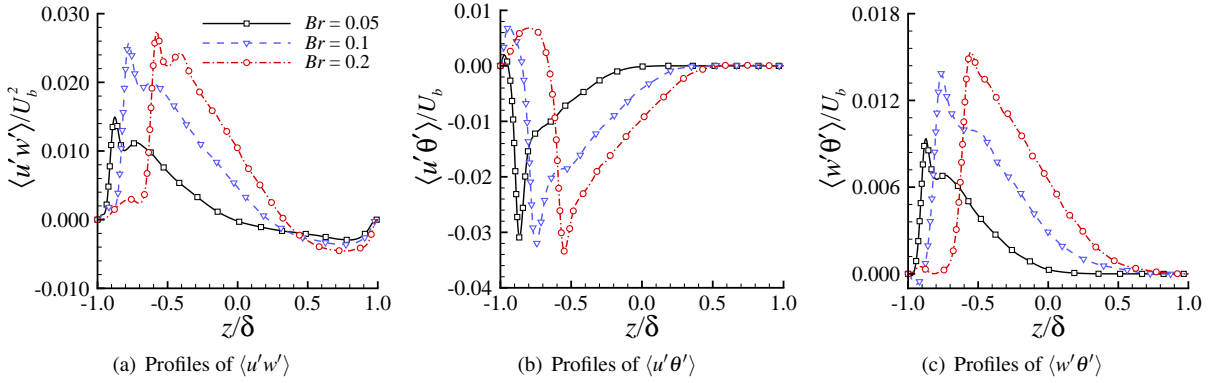 ⟨u′w′⟩/U_b^2
0.030
0.020
0.010
0.000
-0.010
-1.0 -0.5 0.0 0.5 1.0
z/δ
Br = 0.05
Br = 0.1
Br = 0.2
(a) Profiles of ⟨u′w′⟩
⟨u′θ′⟩/U_b
0.01
0.00
-0.01
-0.02
-0.03
-0.04
-1.0 -0.5 0.0 0.5 1.0
z/δ
(b) Profiles of ⟨u′θ′⟩
⟨w′θ′⟩/U_b
0.018
0.012
0.006
0.000
-1.0 -0.5 0.0 0.5 1.0
z/δ
(c) Profiles of ⟨w′θ′⟩